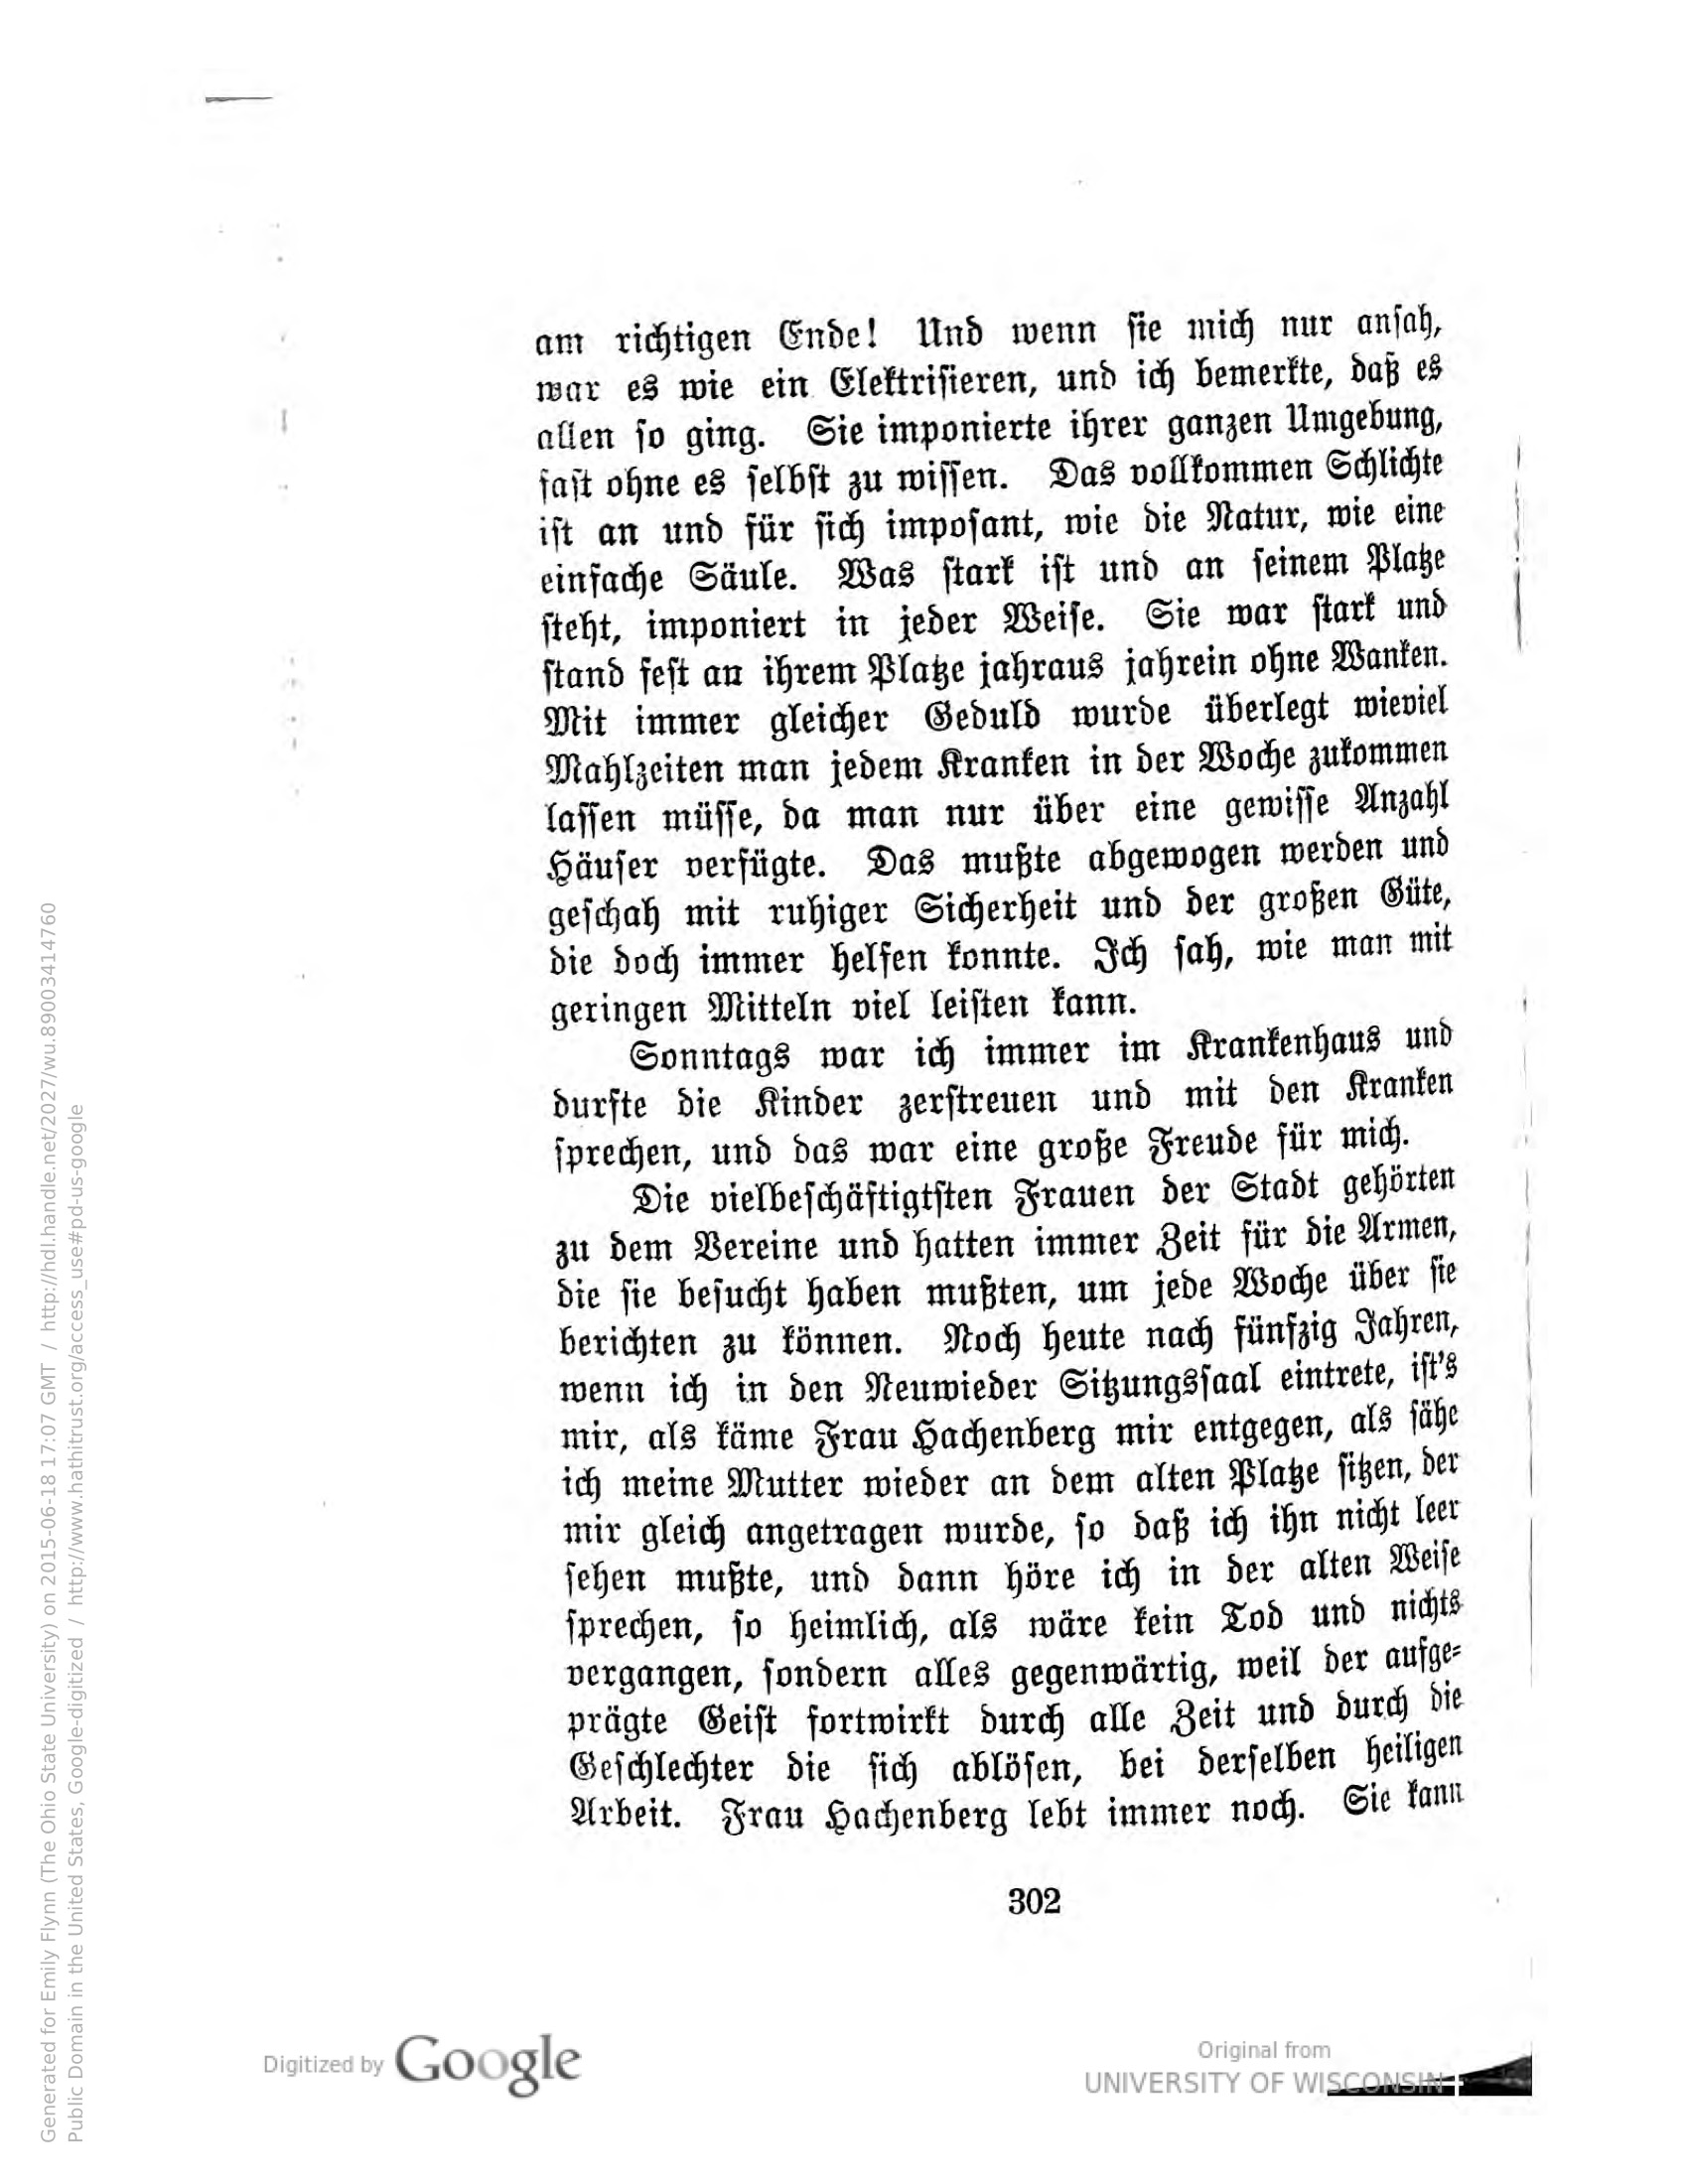 am richtigen Ende! Und wenn sie mich nur ansah,
war es wie ein Elektrisieren, und ich bemerkte, daß es
allen so ging. Sie imponierte ihrer ganzen Umgebung,
fast ohne es selbst zu wissen. Das vollkommen Schlichte
ist an und für sich imposant, wie die Natur, wie eine
einfache Säule. Was stark ist und an seinem Platze
steht, imponiert in jeder Weise. Sie war stark und
stand fest an ihrem Platze jahraus jahrein ohne Wanken.
Mit immer gleicher Geduld wurde überlegt wieviel
Mahlzeiten man jedem Kranken in der Woche zukommen
lassen müsse, da man nur über eine gewisse Anzahl
Häuser verfügte. Das mußte abgewogen werden und
geschah mit ruhiger Sicherheit und der großen Güte,
die doch immer helfen konnte. Ich sah, wie man mit
geringen Mitteln viel leisten kann.
Sonntags war ich immer im Krankenhaus und
durfte die Kinder zerstreuen und mit den Kranken
sprechen, und das war eine große Freude für mich.
Die vielbeschäftigtsten Frauen der Stadt gehörten
zu dem Vereine und hatten immer Zeit für die Armen,
die sie besucht haben mußten, um jede Woche über sie
berichten zu können. Noch heute nach fünfzig Jahren,
wenn ich in den Neuwieder Sitzungssaal eintrete, ist's
mir, als käme Frau Hachenberg mir entgegen, als sähe
ich meine Mutter wieder an dem alten Platze sitzen, der
mir gleich angetragen wurde, so daß ich ihn nicht leer
sehen mußte, und dann höre ich in der alten Weise
sprechen, so heimlich, als wäre kein Tod und nichts
vergangen, sondern alles gegenwärtig, weil der aufge-
prägte Geist fortwirkt durch alle Zeit und durch die
Geschlechter die sich ablösen, bei derselben heiligen
Arbeit. Frau Hachenberg lebt immer noch. Sie kann
302
Digitized by Google
Original from
UNIVERSITY OF WISCONSIN
Generated for Emily Flynn (The Ohio State University) on 2015-06-18 17:07 GMT / http://hdl.handle.net/2027/wu.89003414760
Public Domain in the United States, Google-digitized / http://www.hathitrust.org/access_use#pd-us-google